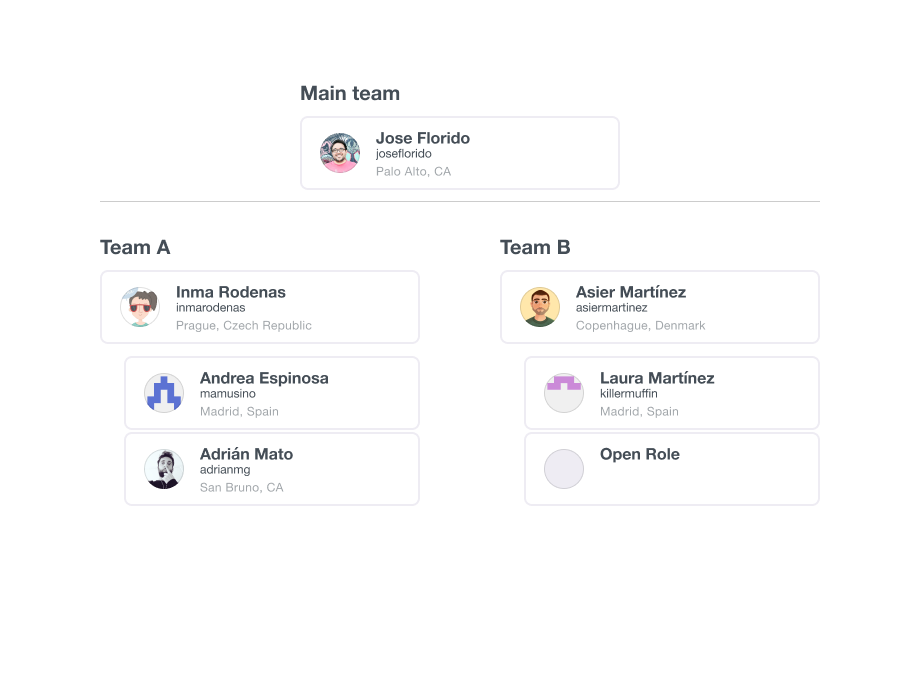 Main team
Jose Florido
joseflorido
Palo Alto, CA
Team A
Inma Rodenas
inmarodenas
Prague, Czech Republic
Andrea Espinosa
mamusino
Madrid, Spain
Adrián Mato
adrianmg
San Bruno, CA
Team B
Asier Martínez
asiermartinez
Copenhague, Denmark
Laura Martínez
killermuffin
Madrid, Spain
Open Role